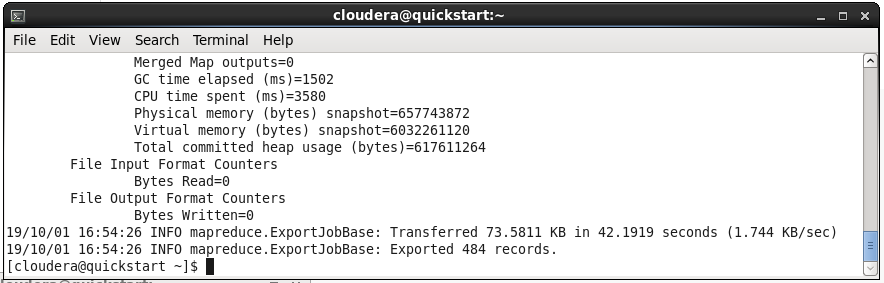 cloudera@quickstart:~
File Edit View Search Terminal Help
Merged Map outputs=0
GC time elapsed (ms)=1502
CPU time spent (ms)=3580
Physical memory (bytes) snapshot=657743872
Virtual memory (bytes) snapshot=6032261120
Total committed heap usage (bytes)=617611264
File Input Format Counters
Bytes Read=0
File Output Format Counters
Bytes Written=0
19/10/01 16:54:26 INFO mapreduce.ExportJobBase: Transferred 73.5811 KB in 42.1919 seconds (1.744 KB/sec)
19/10/01 16:54:26 INFO mapreduce.ExportJobBase: Exported 484 records.
[cloudera@quickstart ~]$